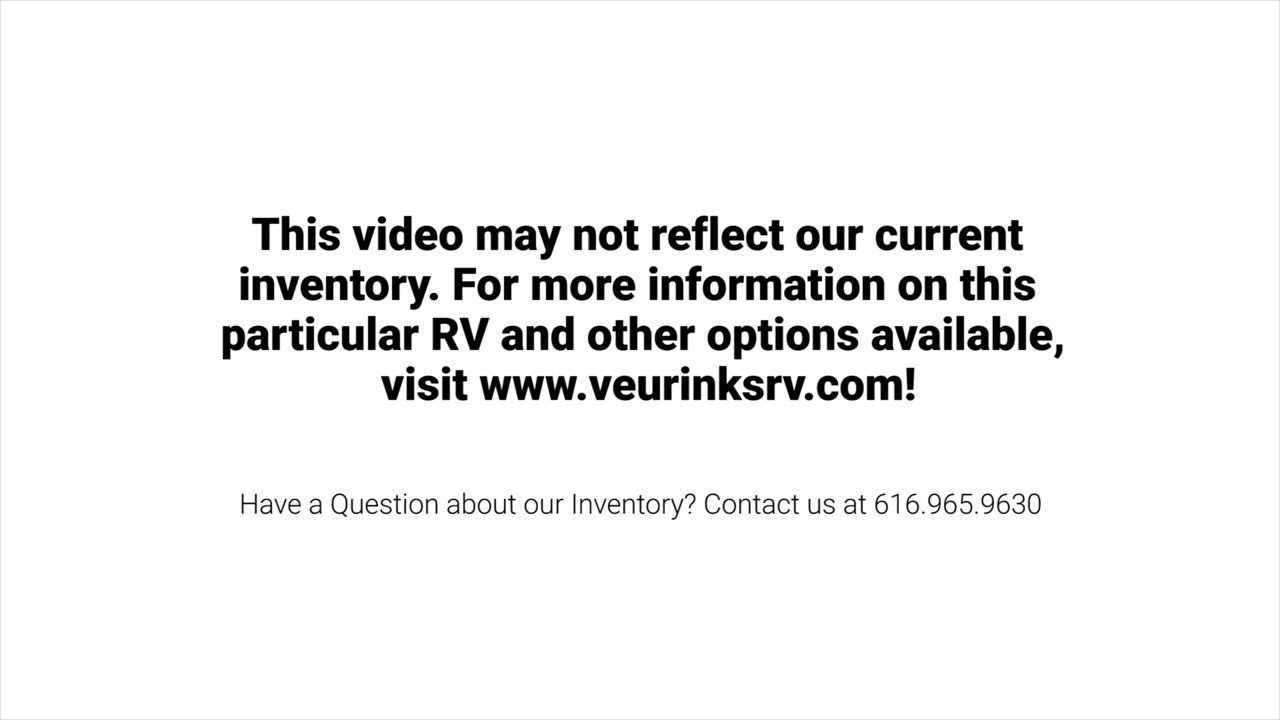 This video may not reflect our current
inventory. For more information on this
particular RV and other options available,
visit www.veurinksrv.com!
Have a Question about our Inventory? Contact us at 616.965.9630